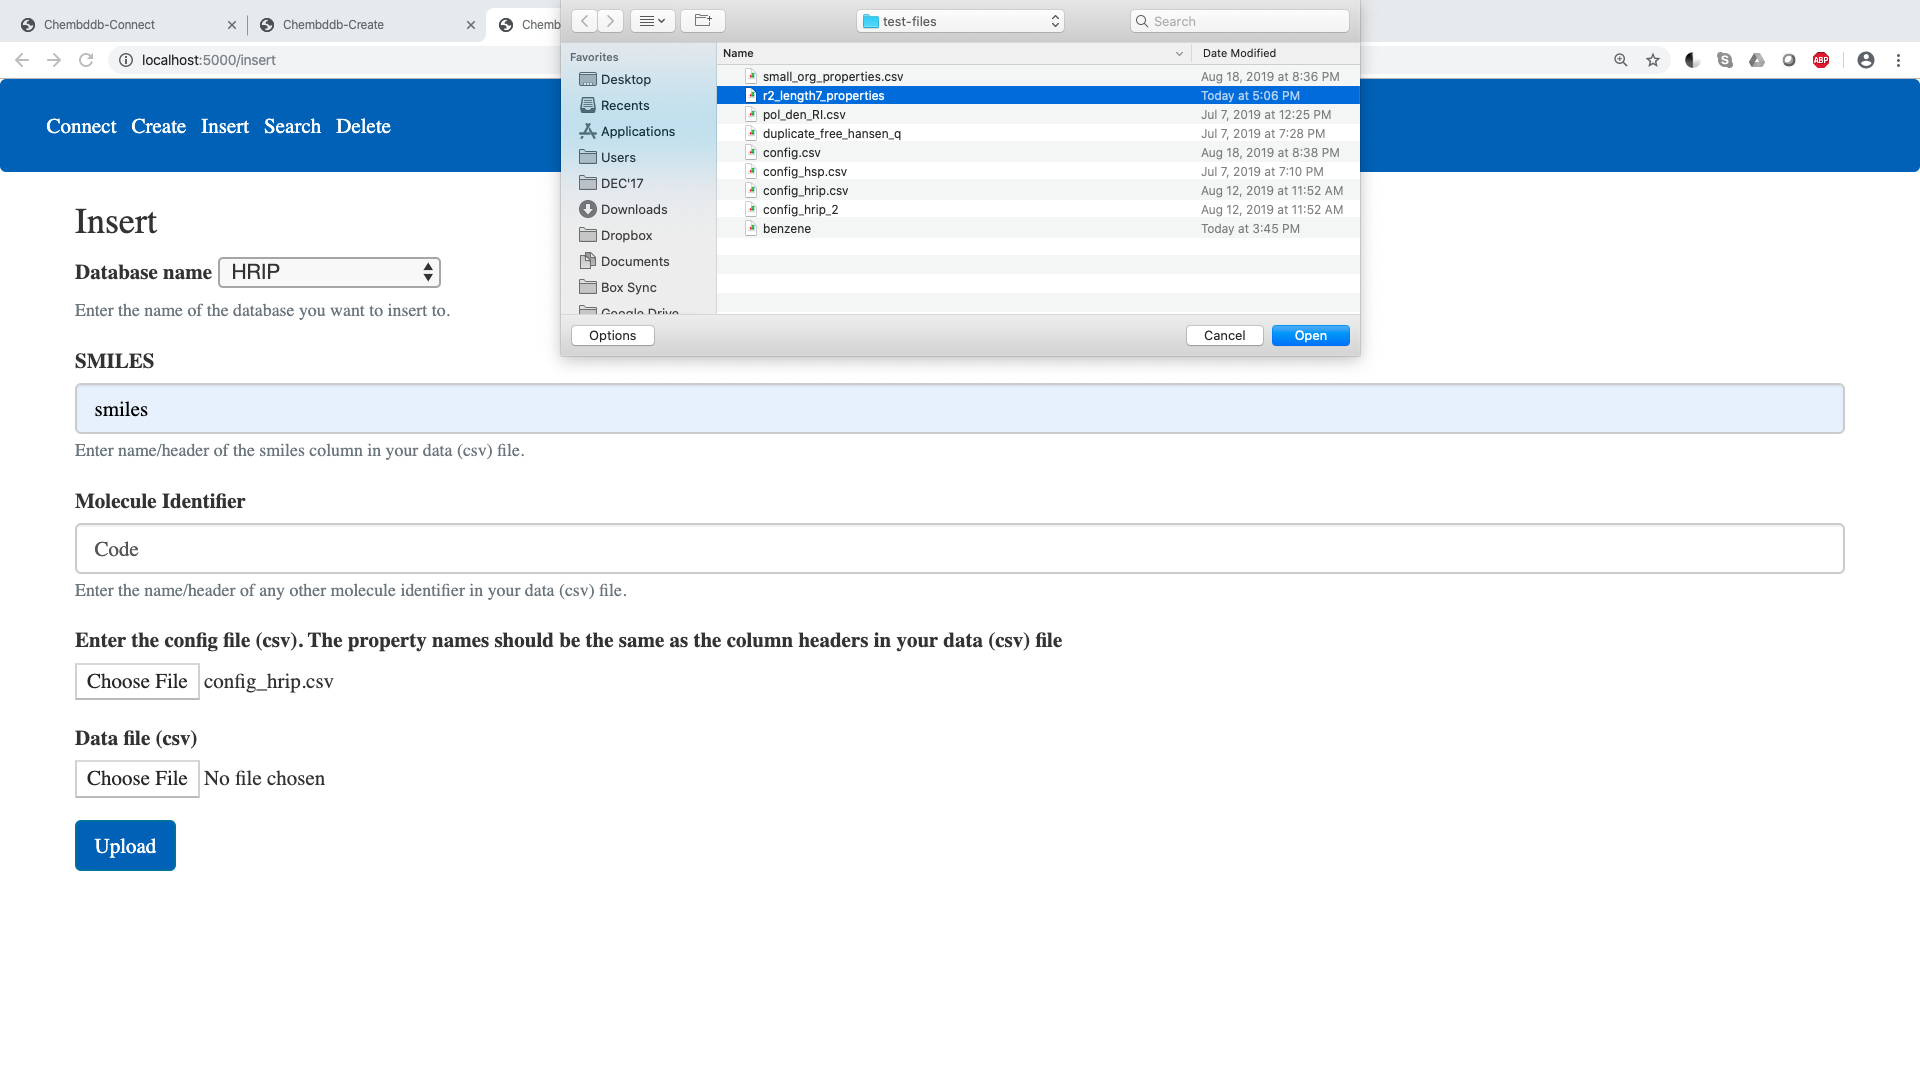 Chembddb-Connect
Chembddb-Create
Chemb
localhost:5000/insert
ABP
Connect Create Insert Search Delete
test-files
Search
Favorites
Desktop
Recents
Applications
Users
DEC'17
Downloads
Dropbox
Documents
Box Sync
Google Drive
Name Date Modified
small_org_properties.csv Aug 18, 2019 at 8:36 PM
r2_length7_properties Today at 5:06 PM
pol_den_RI.csv Jul 7, 2019 at 12:25 PM
duplicate_free_hansen_q Jul 7, 2019 at 7:28 PM
config.csv Aug 18, 2019 at 8:38 PM
config_hsp.csv Jul 7, 2019 at 7:10 PM
config_hrip.csv Aug 12, 2019 at 11:52 AM
config_hrip_2 Aug 12, 2019 at 11:52 AM
benzene Today at 3:45 PM
Options Cancel Open
Insert
Database name HRIP
Enter the name of the database you want to insert to.
SMILES
smiles
Enter name/header of the smiles column in your data (csv) file.
Molecule Identifier
Code
Enter the name/header of any other molecule identifier in your data (csv) file.
Enter the config file (csv). The property names should be the same as the column headers in your data (csv) file
Choose File config_hrip.csv
Data file (csv)
Choose File No file chosen
Upload